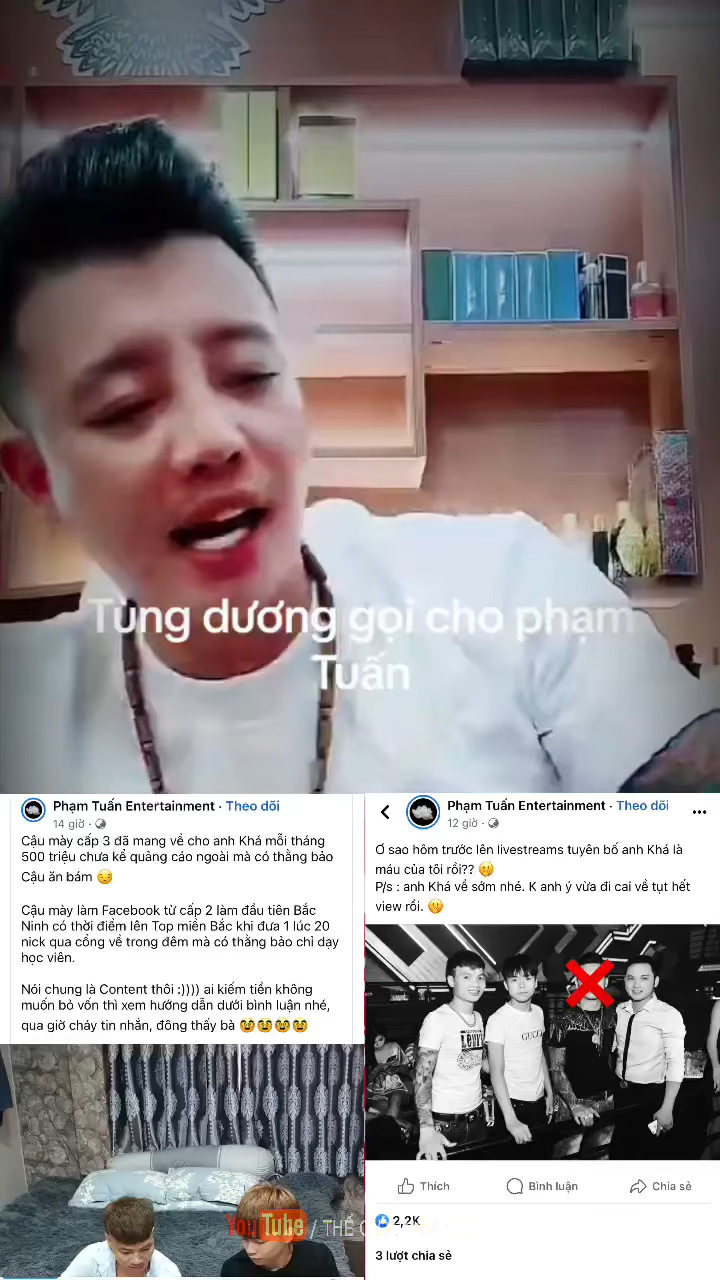 Tùng dương gọi cho phạm
Tuấn
Phạm Tuấn Entertainment · Theo dõi
14 giờ ·
Cậu mày cấp 3 đã mang về cho anh Khá mỗi tháng
500 triệu chưa kể quảng cáo ngoài mà có thằng bảo
Cậu ăn bám 😒
Cậu mày làm Facebook từ cấp 2 làm đầu tiên Bắc
Ninh có thời điểm lên Top miền Bắc khi đưa 1 lúc 20
nick qua cổng về trong đêm mà có thằng bảo chỉ dạy
học viên.
Nói chung là Content thôi :)))) ai kiếm tiền không
muốn bỏ vốn thì xem hướng dẫn dưới bình luận nhé,
qua giờ cháy tin nhắn, đông thấy bà 🤓🤓🤓🤓
YouTube / THẾ
Phạm Tuấn Entertainment · Theo dõi
12 giờ ·
Ơ sao hôm trước lên livestreams tuyên bố anh Khá là
máu của tôi rồi?? 🤫
P/s : anh Khá về sớm nhé. K anh ý vừa đi cai về tụt hết
view rồi. 🤫
LEVI'S
GUCCI
Thích
Bình luận
Chia sẻ
2,2K
3 lượt chia sẻ